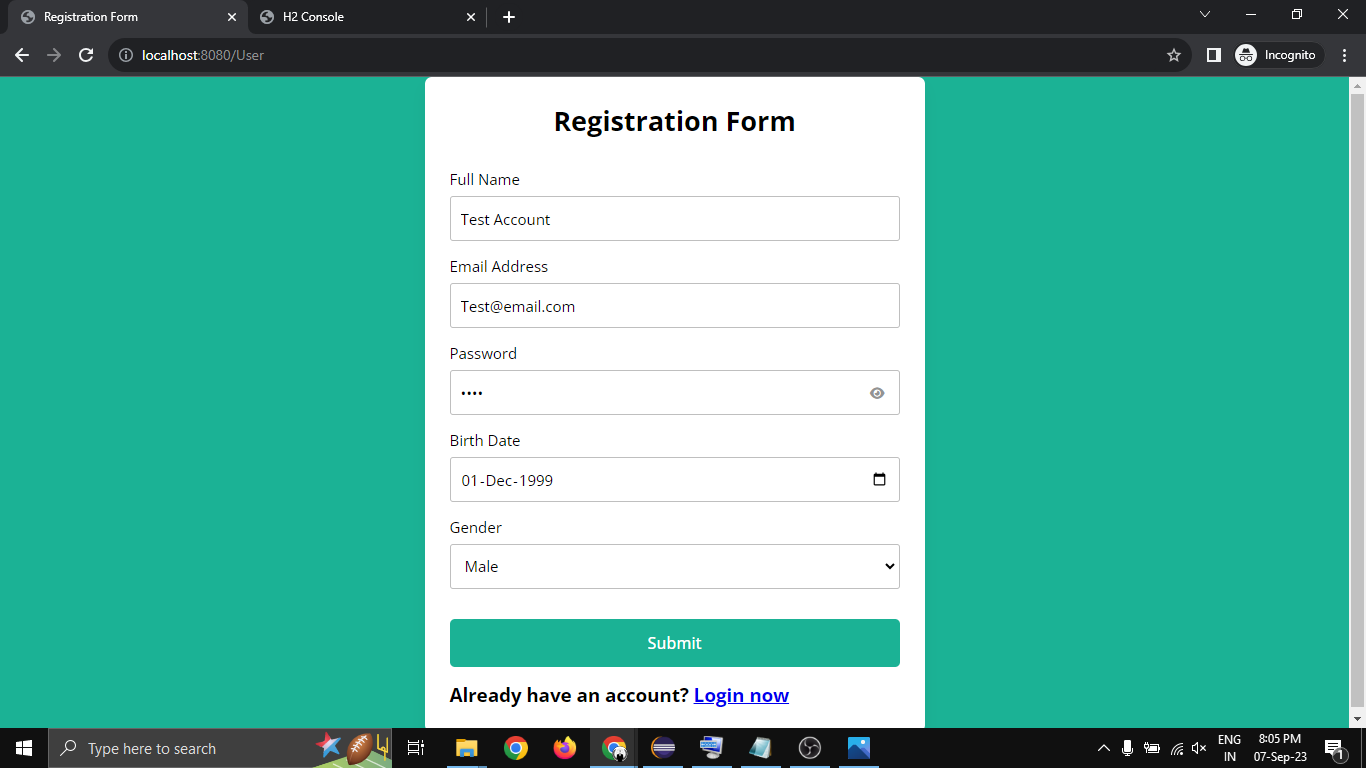 Registration Form
H2 Console
localhost:8080/User
Incognito
Registration Form
Full Name
Test Account
Email Address
Test@email.com
Password
••••
Birth Date
01-Dec-1999
Gender
Male
Submit
Already have an account? Login now
Type here to search
ENG
IN
8:05 PM
07-Sep-23
1